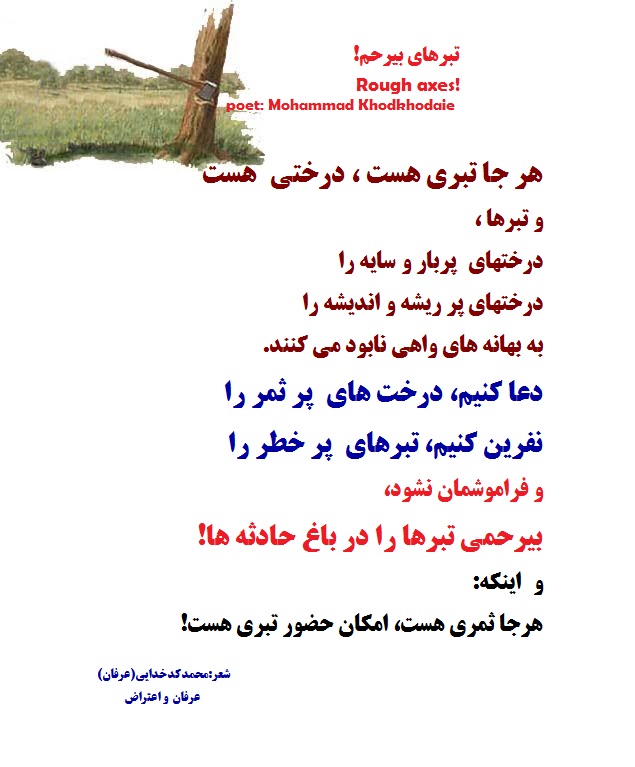 تبرهای بیرحم!
Rough axes!
poet: Mohammad Khodkhodaie
هر جا تبری هست ، درختی هست
و تبرها ،
درختهای پربار و سایه را
درختهای پر ریشه و اندیشه را
به بهانه های واهی نابود می کنند.
دعا کنیم، درخت های پر ثمر را
نفرین کنیم، تبرهای پر خطر را
و فراموشمان نشود،
بیرحمی تبرها را در باغ حادثه ها!
و اینکه:
هرجا ثمری هست، امکان حضور تبری هست!
شعر:محمدکدخدایی(عرفان)
عرفان و اعتراض